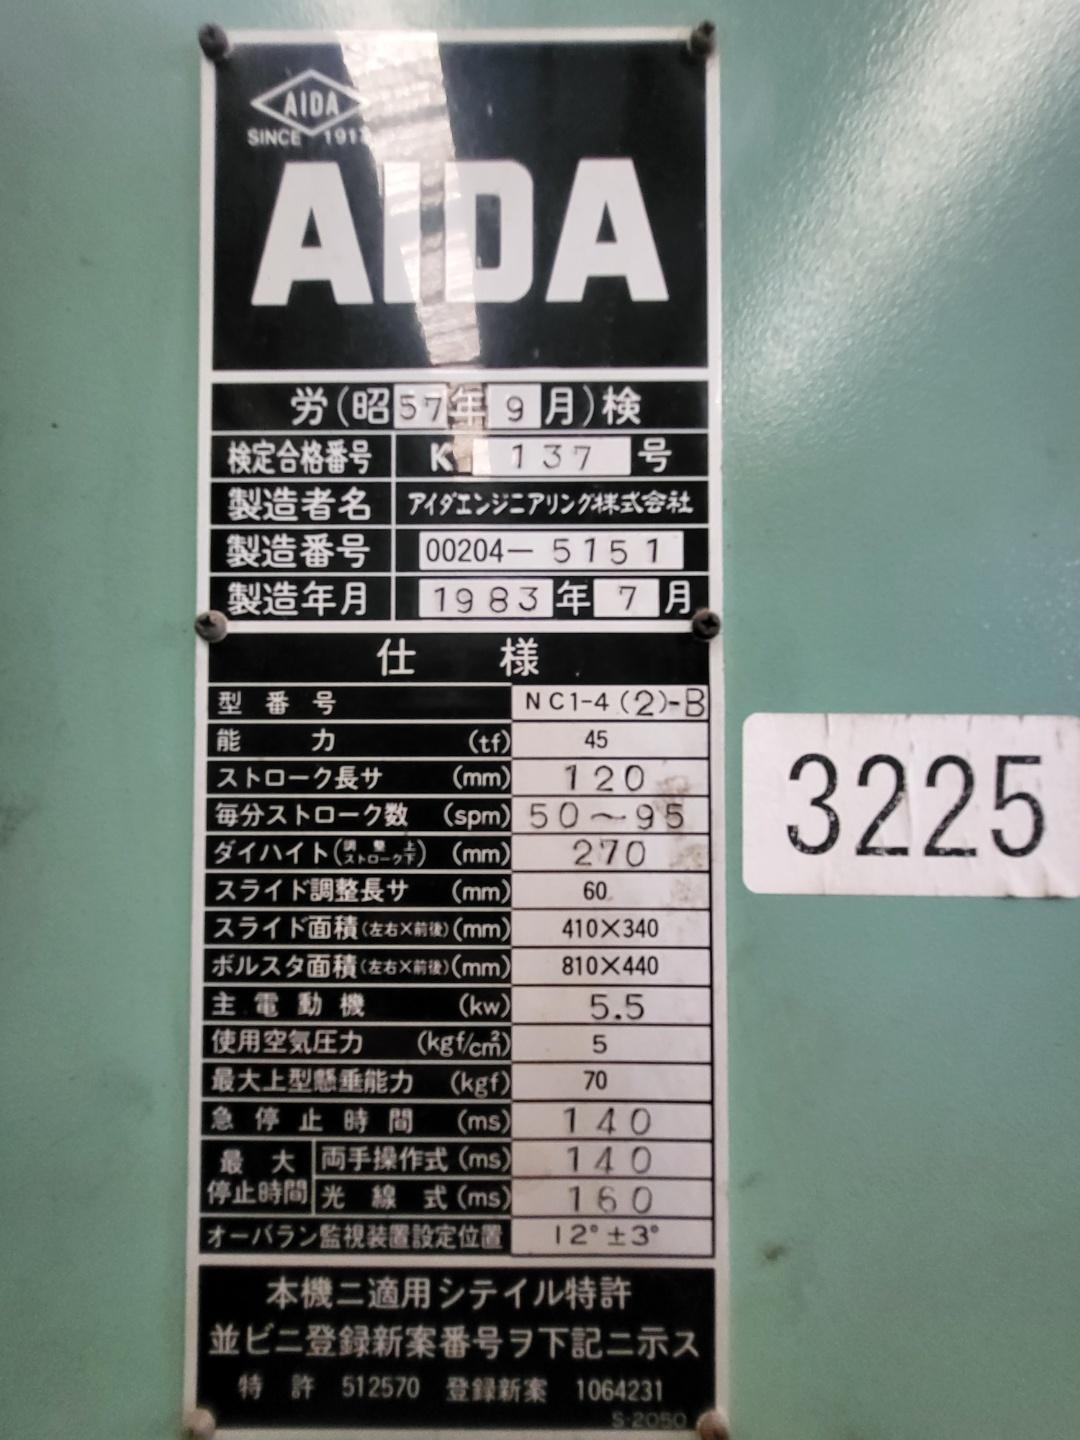 AIDA
SINCE 1917
AIDA
労(昭57年9月)検
検定合格番号 K 137 号
製造者名 アイダエンジニアリング株式会社
製造番号 00204-5151
製造年月 1983年7月
仕様
型番号 NC1-4(2)-B
能力 (tf) 45
ストローク長サ (mm) 120
毎分ストローク数 (spm) 50~95
ダイハイト(調整上 ストローク下) (mm) 270
スライド調整長サ (mm) 60
スライド面積(左右×前後)(mm) 410×340
ボルスタ面積(左右×前後)(mm) 810×440
主電動機 (kw) 5.5
使用空気圧力 (kgf/cm²) 5
最大上型懸垂能力 (kgf) 70
急停止時間 (ms) 140
最大停止時間 両手操作式 (ms) 140
光線式 (ms) 160
オーバラン監視装置設定位置 12°±3°
本機ニ適用シテイル特許
並ビニ登録新案番号ヲ下記ニ示ス
特許 512570 登録新案 1064231
S-2050
3225